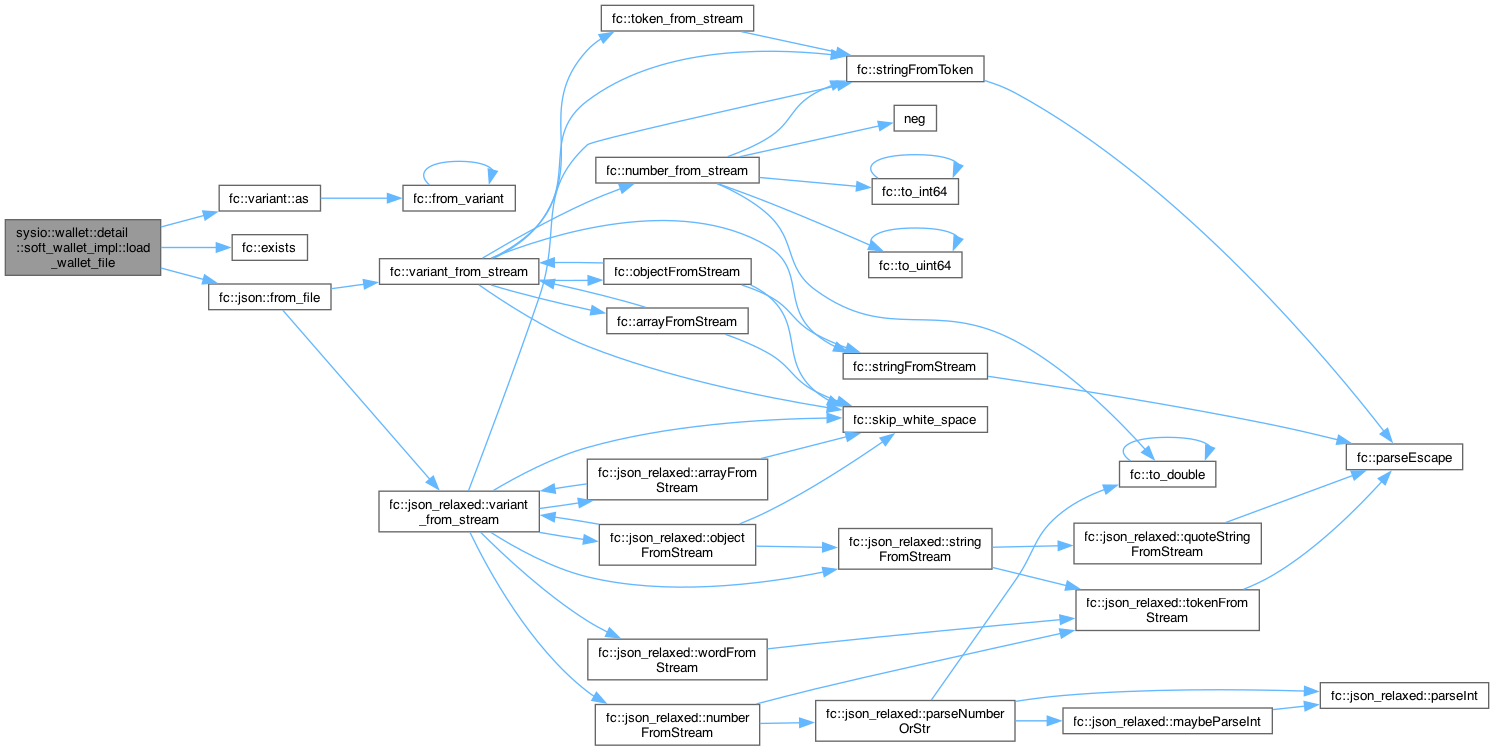 fc::token_from_stream
fc::stringFromToken
neg
fc::number_from_stream
fc::to_int64
fc::variant::as
fc::from_variant
sysio::wallet::detail
::soft_wallet_impl::load
_wallet_file
fc::exists
fc::to_uint64
fc::variant_from_stream
fc::objectFromStream
fc::json::from_file
fc::arrayFromStream
fc::stringFromStream
fc::skip_white_space
fc::parseEscape
fc::json_relaxed::arrayFrom
Stream
fc::to_double
fc::json_relaxed::variant
_from_stream
fc::json_relaxed::object
FromStream
fc::json_relaxed::string
FromStream
fc::json_relaxed::quoteString
FromStream
fc::json_relaxed::tokenFrom
Stream
fc::json_relaxed::wordFrom
Stream
fc::json_relaxed::number
FromStream
fc::json_relaxed::parseNumber
OrStr
fc::json_relaxed::maybeParseInt
fc::json_relaxed::parseInt